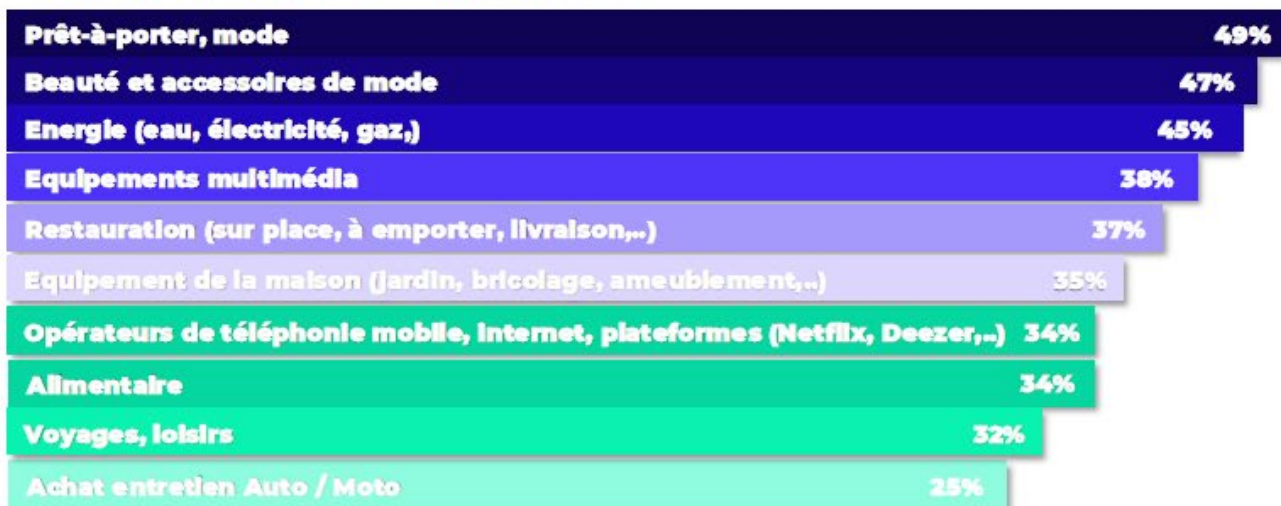 Prêt-à-porter, mode 49%
Beauté et accessoires de mode 47%
Energie (eau, électricité, gaz,) 45%
Equipements multimédia 38%
Restauration (sur place, à emporter, livraison,..) 37%
Equipement de la maison (jardin, bricolage, ameublement,..) 35%
Opérateurs de téléphonie mobile, internet, plateformes (Netflix, Deezer,..) 34%
Alimentaire 34%
Voyages, loisirs 32%
Achat entretien Auto / Moto 25%